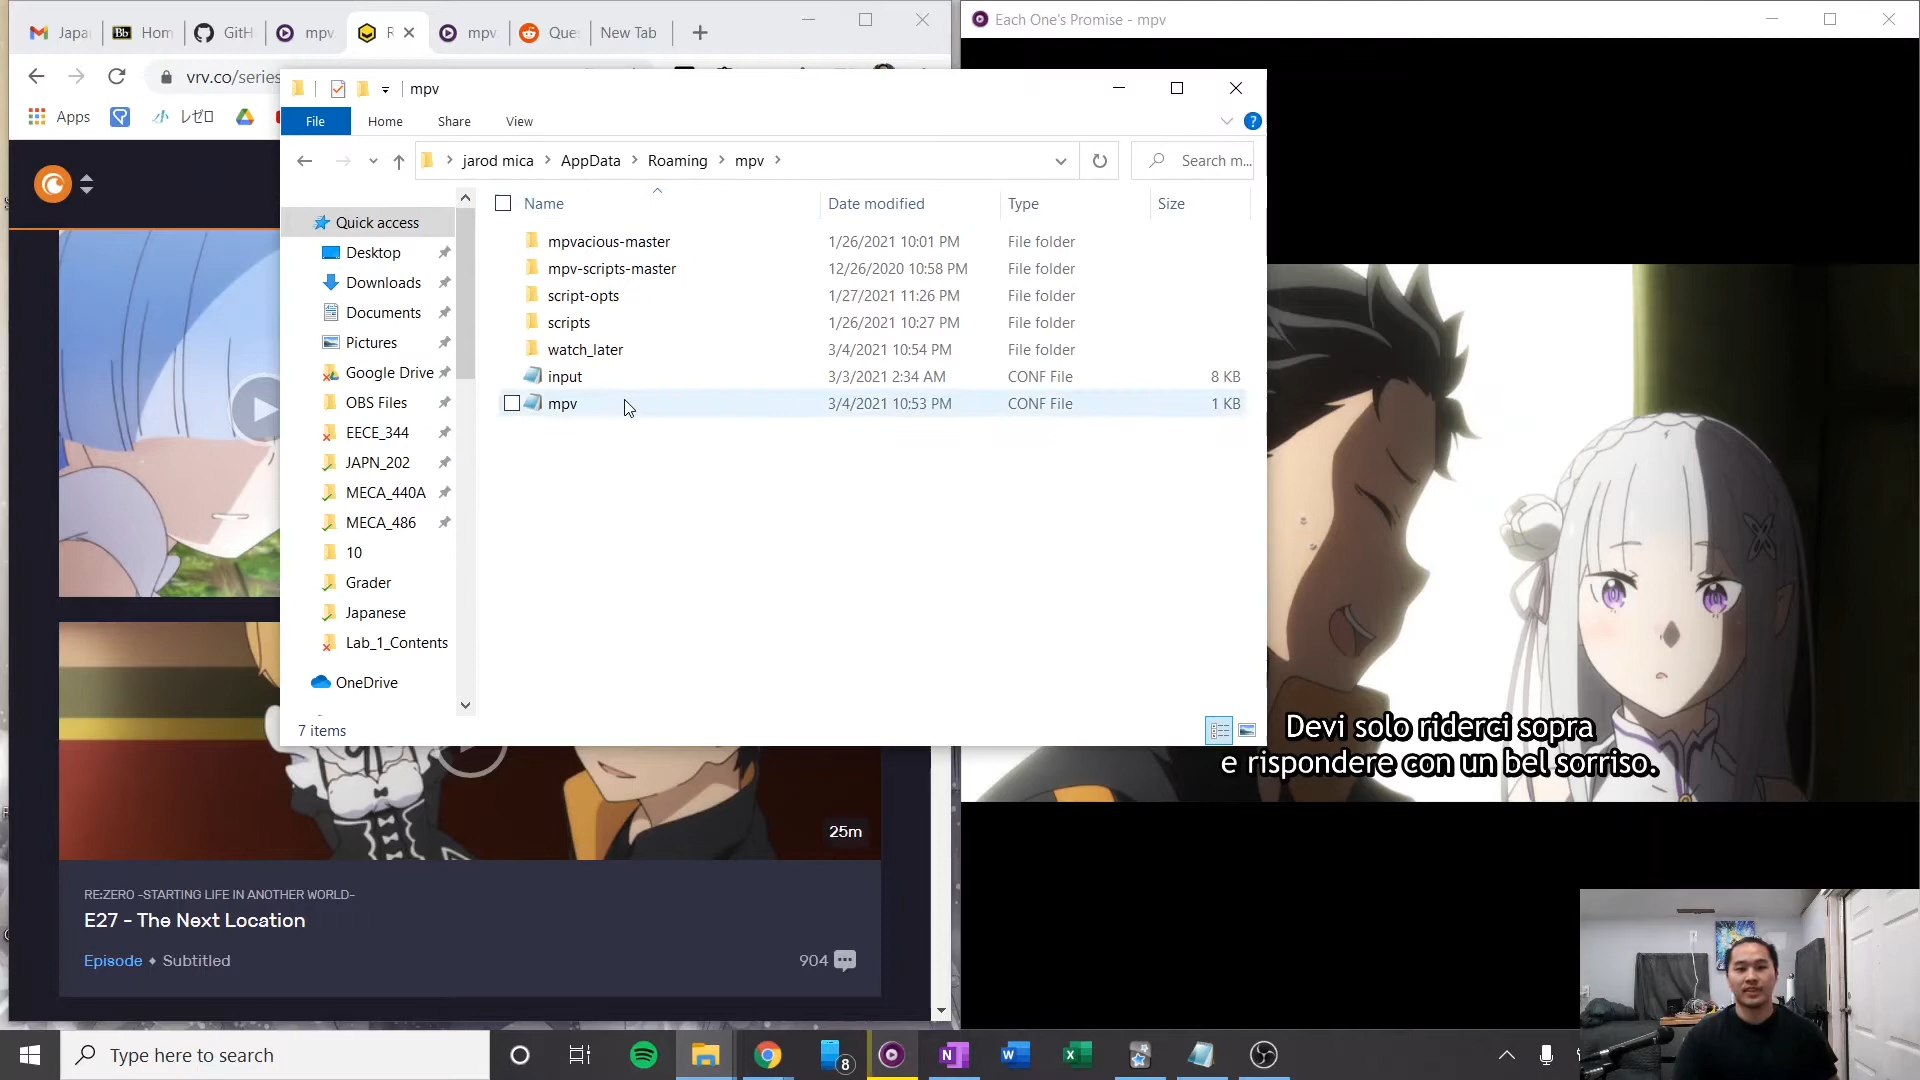 Japa
Hom
GitH
mpv
R
mpv
Ques
New Tab
Each One's Promise - mpv
vrv.co/series
Apps
レゼロ
mpv
File
Home
Share
View
jarod mica
AppData
Roaming
mpv
Search m...
Name
Date modified
Type
Size
Quick access
Desktop
Downloads
Documents
Pictures
Google Drive
OBS Files
EECE_344
JAPN_202
MECA_440A
MECA_486
10
Grader
Japanese
Lab_1_Contents
OneDrive
mpvacious-master 1/26/2021 10:01 PM File folder
mpv-scripts-master 12/26/2020 10:58 PM File folder
script-opts 1/27/2021 11:26 PM File folder
scripts 1/26/2021 10:27 PM File folder
watch_later 3/4/2021 10:54 PM File folder
input 3/3/2021 2:34 AM CONF File 8 KB
mpv 3/4/2021 10:53 PM CONF File 1 KB
7 items
Devi solo riderci sopra
e rispondere con un bel sorriso.
25m
RE:ZERO -STARTING LIFE IN ANOTHER WORLD-
E27 - The Next Location
Episode ♦ Subtitled
904
Type here to search
8